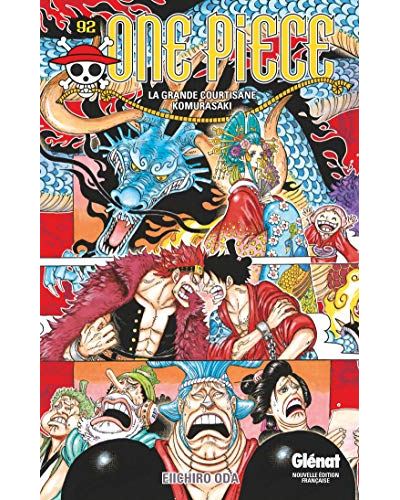 92
ONE PIECE
LA GRANDE COURTISANE
KOMURASAKI
EIICHIRO ODA
Glénat
NOUVELLE ÉDITION
FRANÇAISE